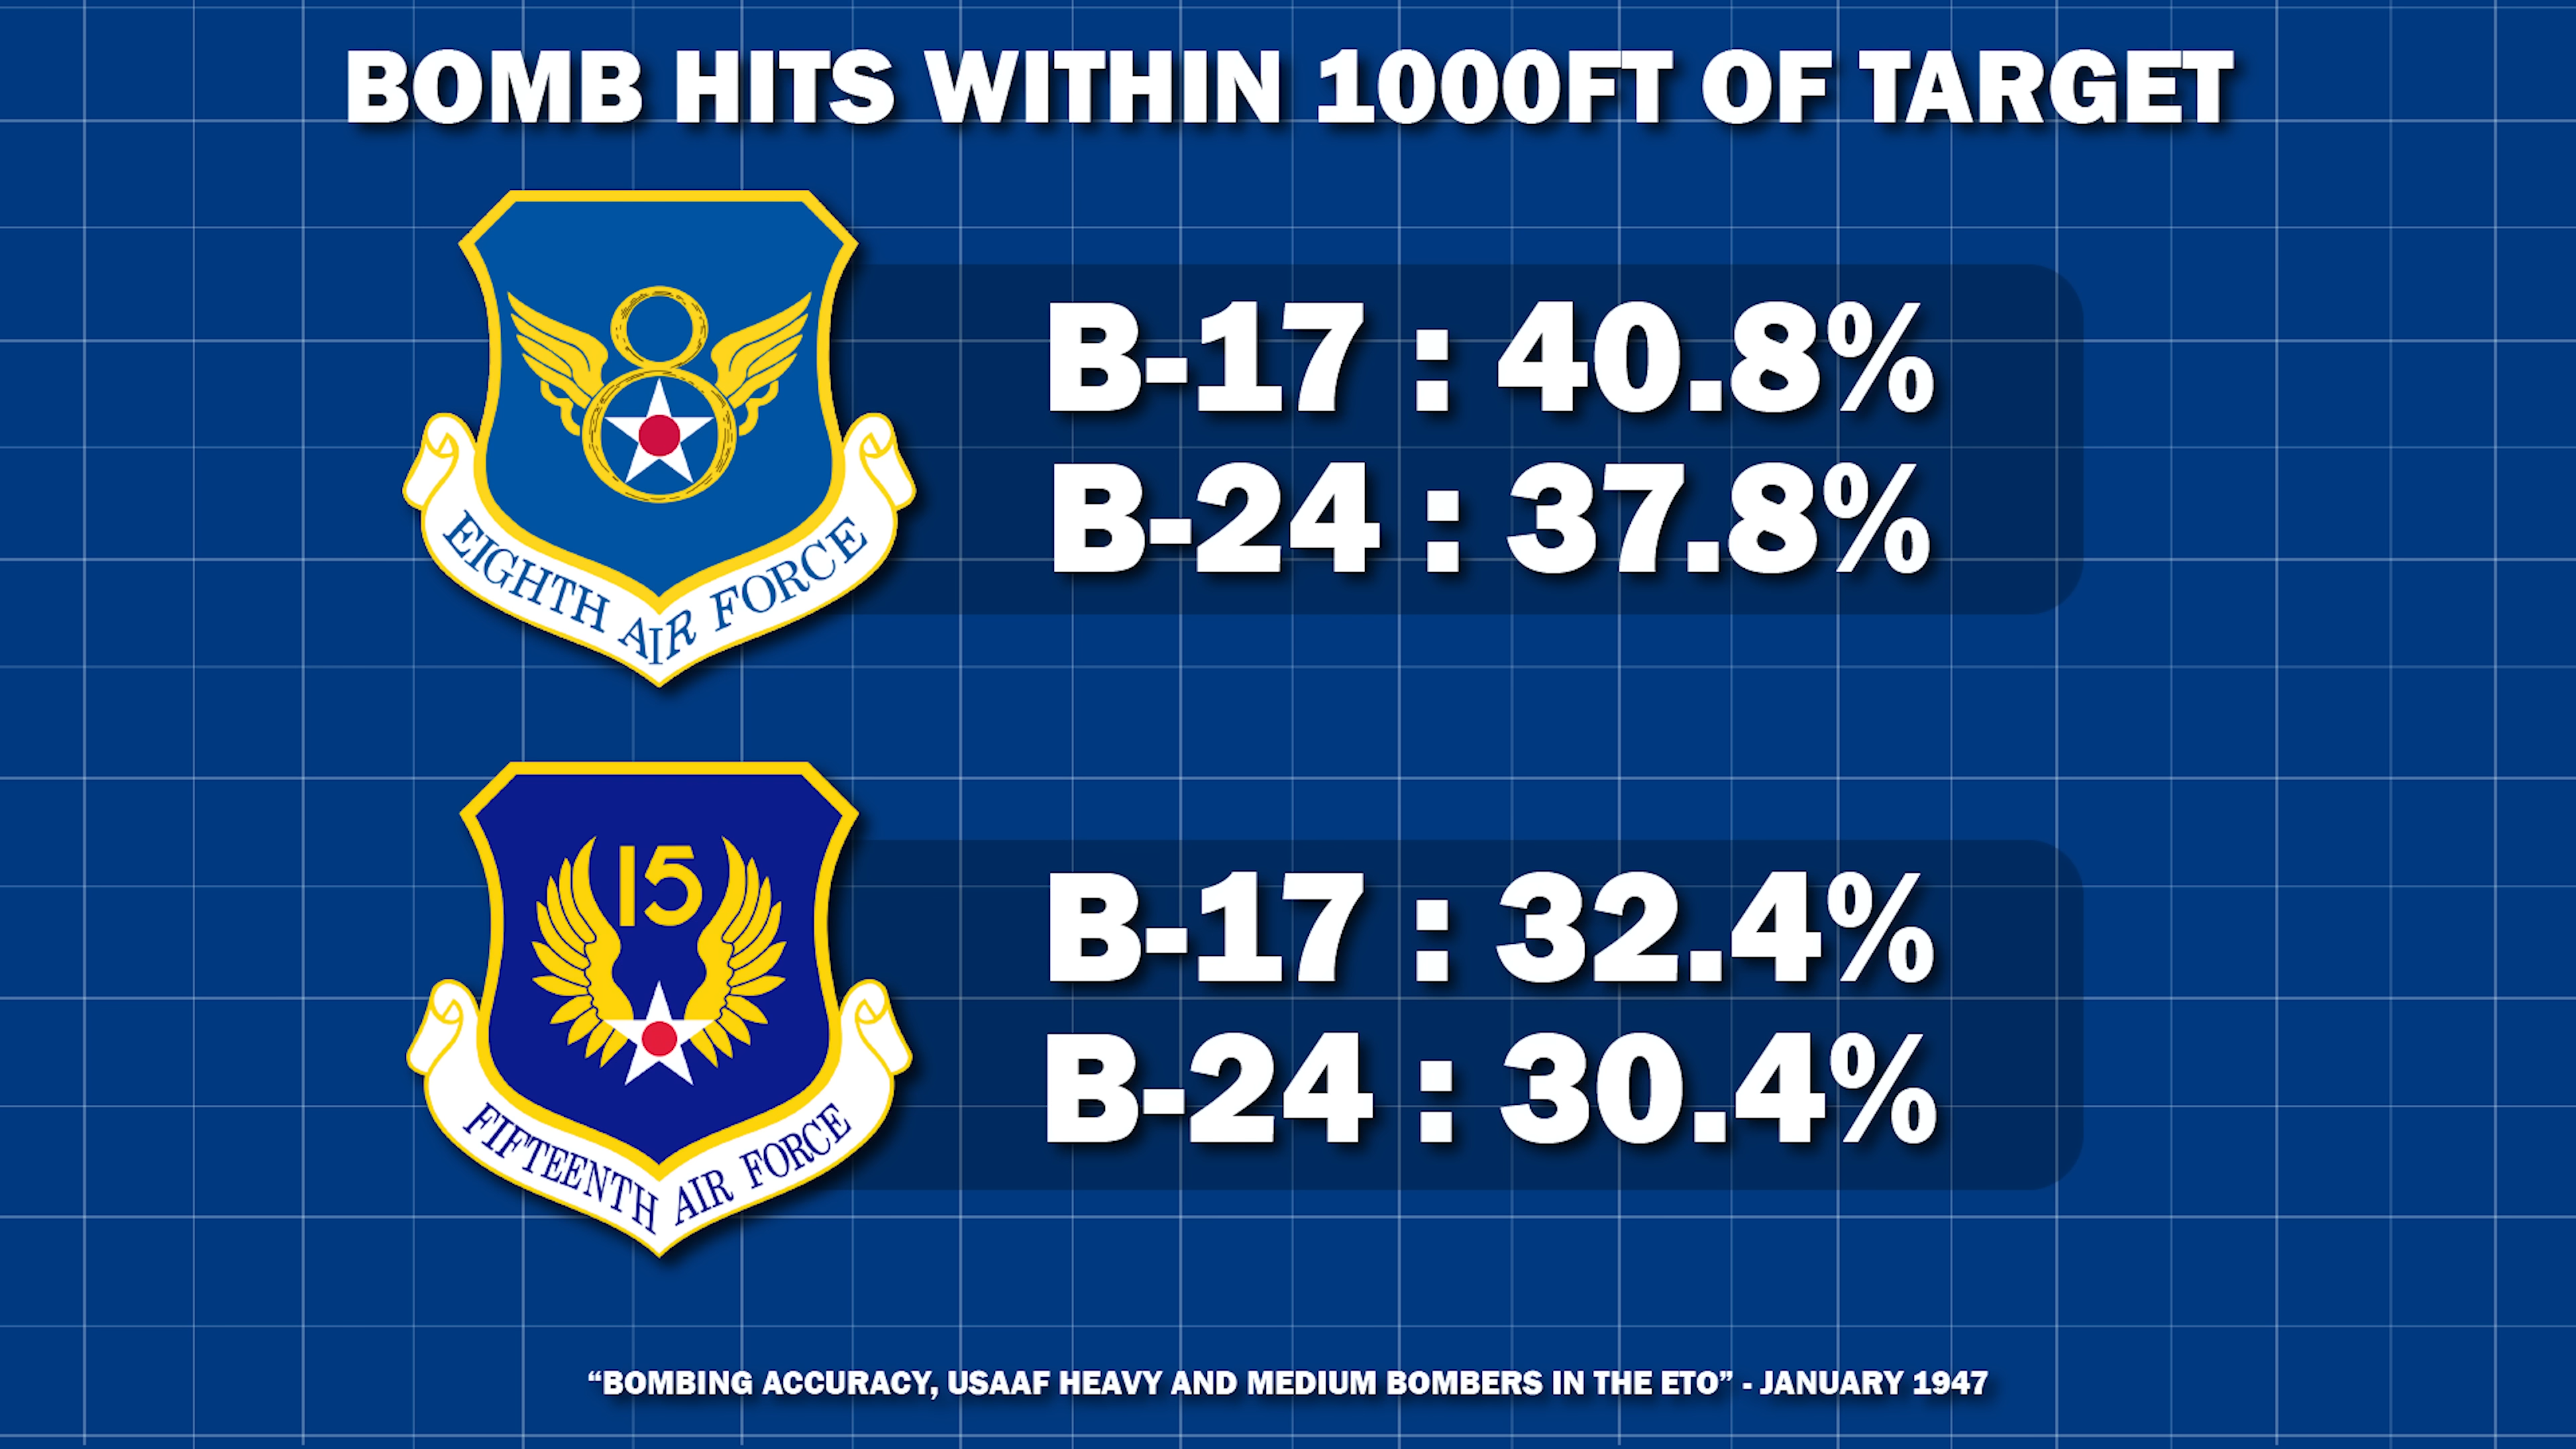 BOMB HITS WITHIN 1000FT OF TARGET
B-17 : 40.8%
B-24 : 37.8%
EIGHTH AIR FORCE
15
B-17 : 32.4%
B-24 : 30.4%
FIFTEENTH AIR FORCE
“BOMBING ACCURACY, USAAF HEAVY AND MEDIUM BOMBERS IN THE ETO” - JANUARY 1947